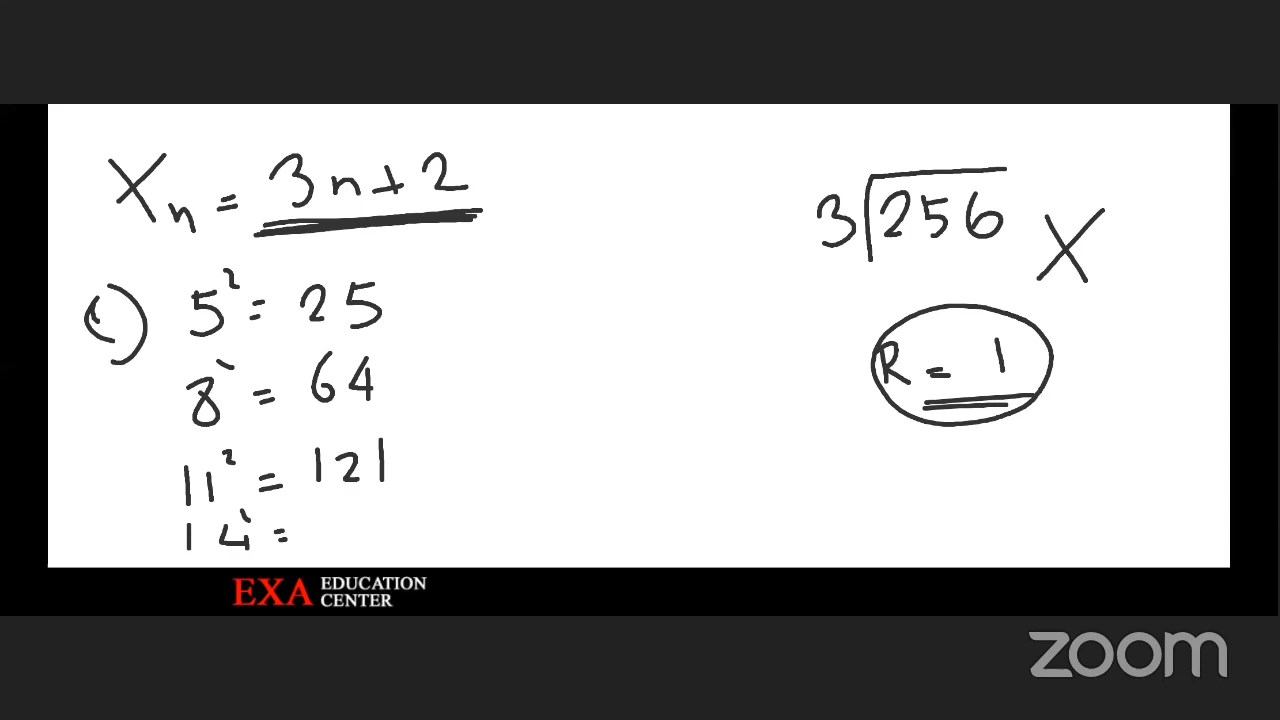 Xₙ = 3n+2
5² = 25
8² = 64
11² = 121
14² =
3)256 X
R = 1
EXA EDUCATION
CENTER
zoom